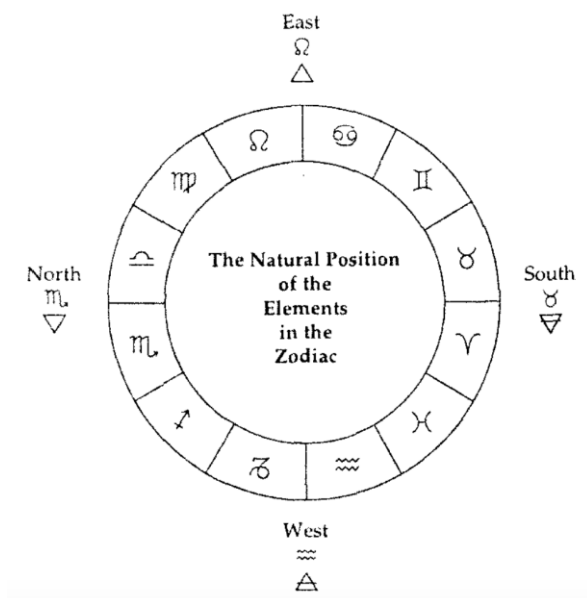 East
♌
🜂
♌ ♋
♍ ♊
♎ ♉
The Natural Position
of the
Elements
in the
Zodiac
North
♏
🜄
South
♉
🜃
♏ ♈
♐ ♓
♑ ♒
West
♒
🜁